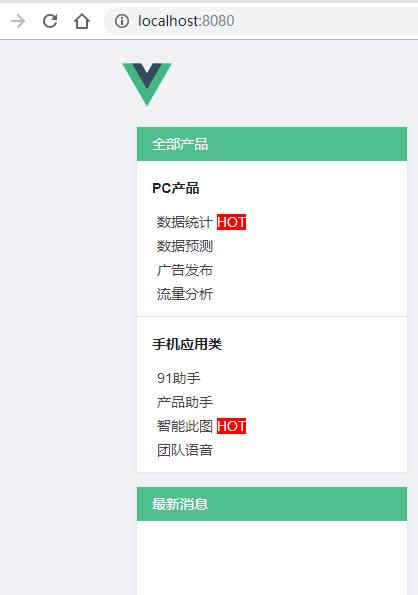 localhost:8080
全部产品
PC产品
数据统计 HOT
数据预测
广告发布
流量分析
手机应用类
91助手
产品助手
智能此图 HOT
团队语音
最新消息